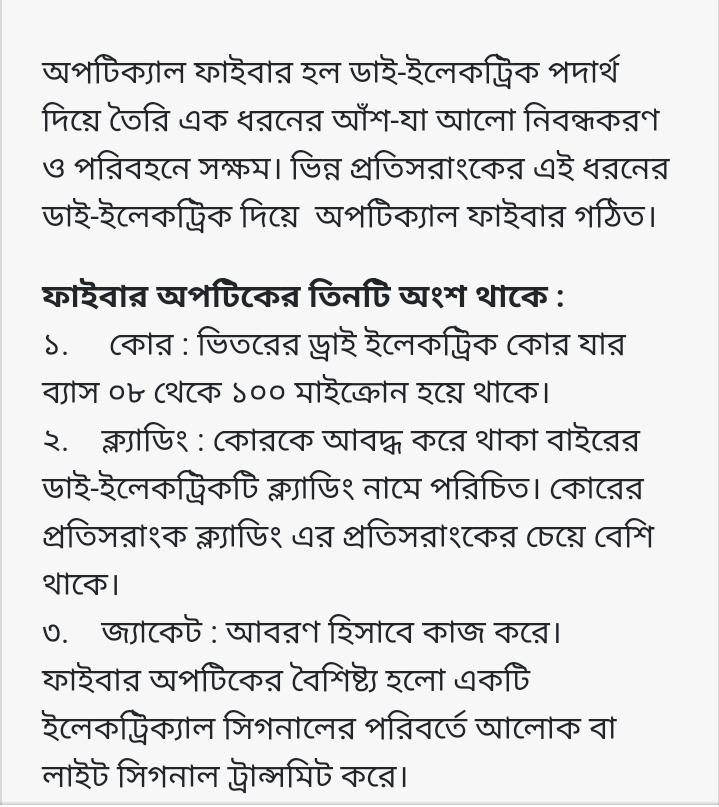 অপটিক্যাল ফাইবার হল ডাই-ইলেকট্রিক পদার্থ
দিয়ে তৈরি এক ধরনের আঁশ-যা আলো নিবন্ধকরণ
ও পরিবহনে সক্ষম। ভিন্ন প্রতিসরাংকের এই ধরনের
ডাই-ইলেকট্রিক দিয়ে অপটিক্যাল ফাইবার গঠিত।
ফাইবার অপটিকের তিনটি অংশ থাকে :
১. কোর : ভিতরের ড্রাই ইলেকট্রিক কোর যার
ব্যাস ০৮ থেকে ১০০ মাইক্রোন হয়ে থাকে।
২. ক্ল্যাডিং : কোরকে আবদ্ধ করে থাকা বাইরের
ডাই-ইলেকট্রিকটি ক্ল্যাডিং নামে পরিচিত। কোরের
প্রতিসরাংক ক্ল্যাডিং এর প্রতিসরাংকের চেয়ে বেশি
থাকে।
৩. জ্যাকেট : আবরণ হিসাবে কাজ করে।
ফাইবার অপটিকের বৈশিষ্ট্য হলো একটি
ইলেকট্রিক্যাল সিগনালের পরিবর্তে আলোক বা
লাইট সিগনাল ট্রান্সমিট করে।